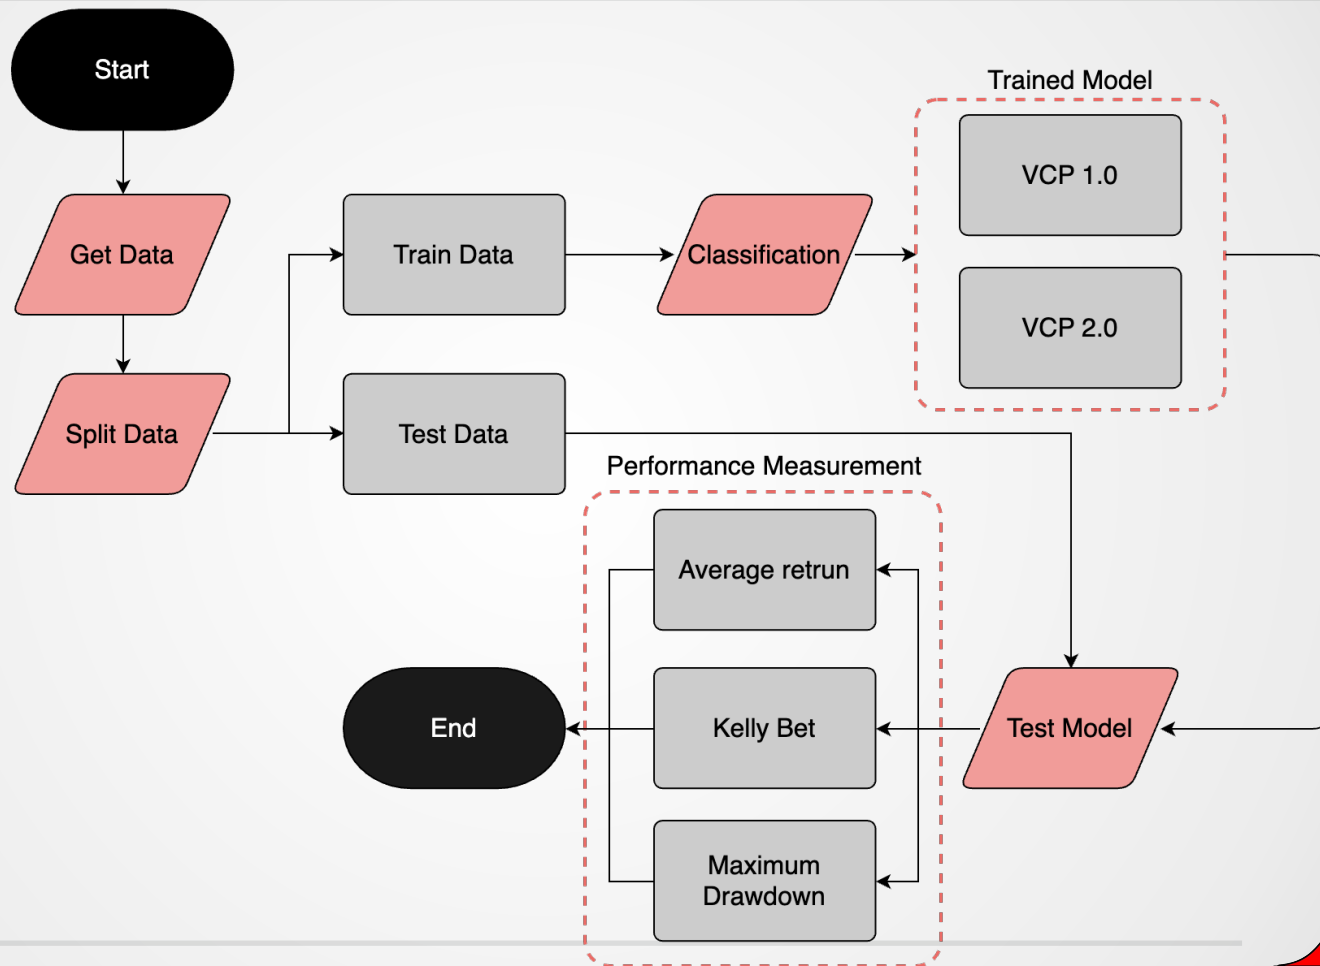 Start
Trained Model
VCP 1.0
Get Data
Train Data
Classification
VCP 2.0
Split Data
Test Data
Performance Measurement
Average retrun
End
Kelly Bet
Test Model
Maximum
Drawdown